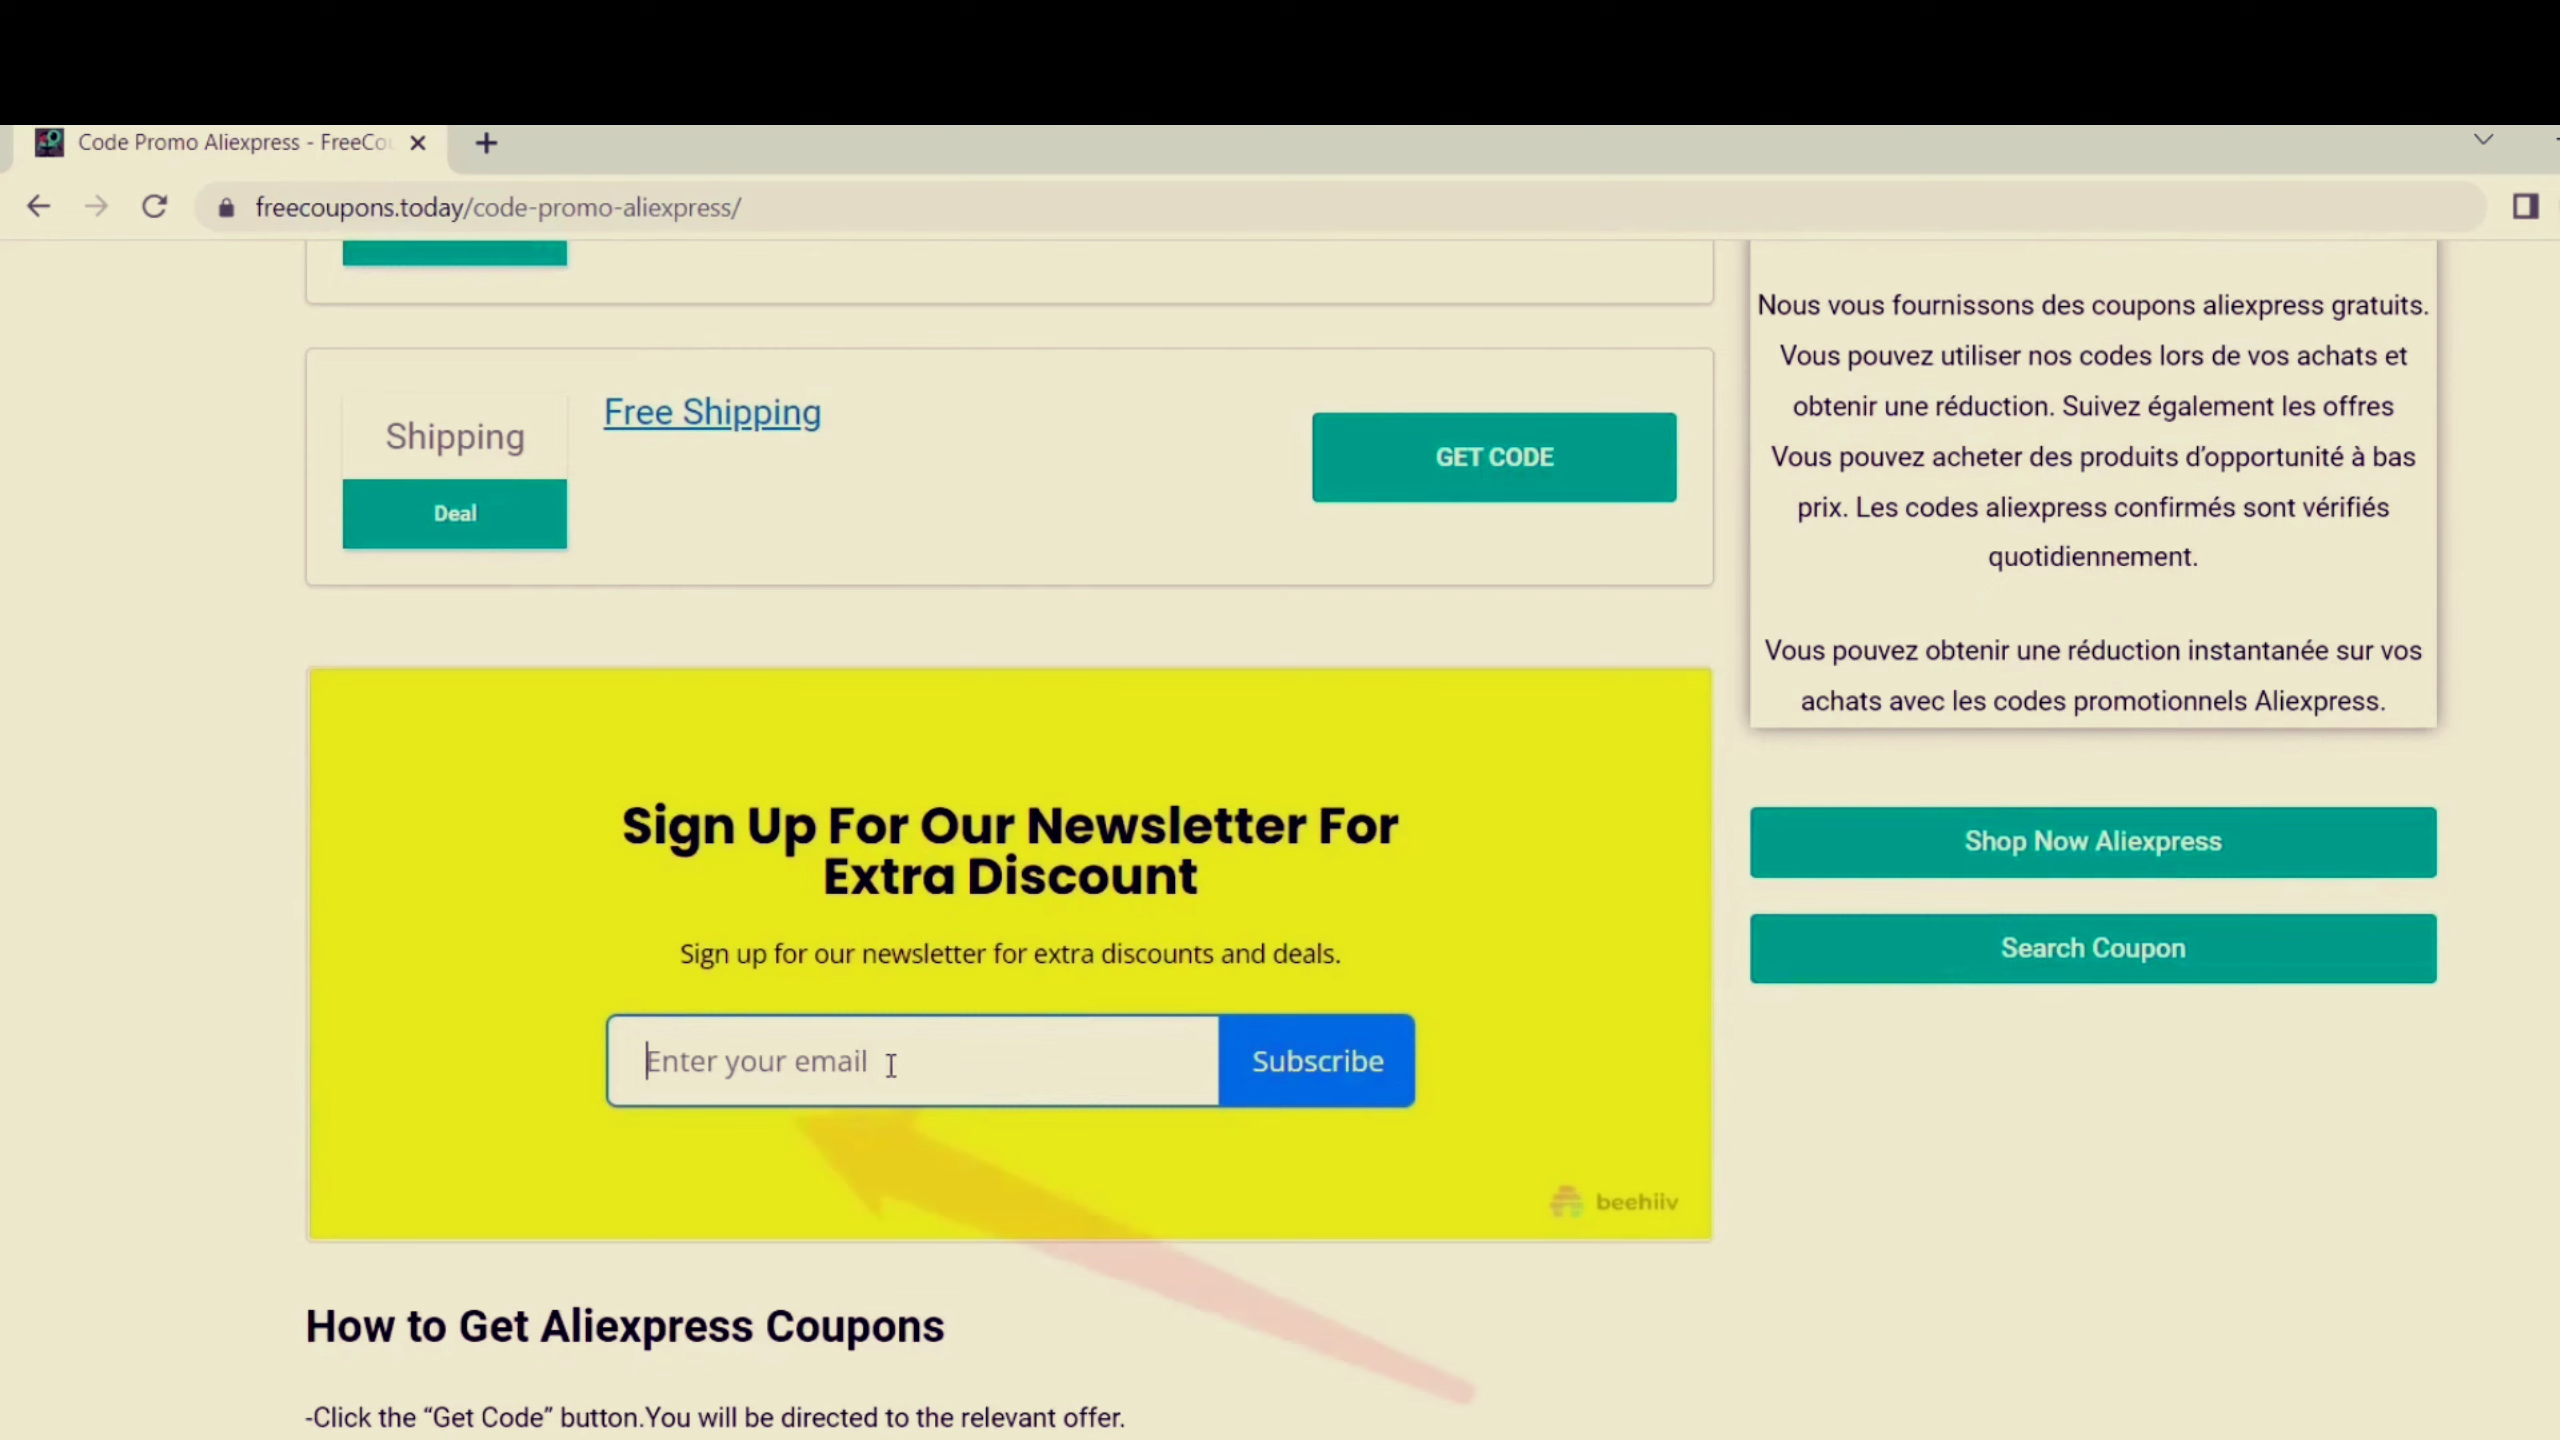 Code Promo Aliexpress - FreeCou
freecoupons.today/code-promo-aliexpress/
Shipping
Deal
Free Shipping
GET CODE
Nous vous fournissons des coupons aliexpress gratuits.
Vous pouvez utiliser nos codes lors de vos achats et
obtenir une réduction. Suivez également les offres
Vous pouvez acheter des produits d’opportunité à bas
prix. Les codes aliexpress confirmés sont vérifiés
quotidiennement.
Vous pouvez obtenir une réduction instantanée sur vos
achats avec les codes promotionnels Aliexpress.
Shop Now Aliexpress
Search Coupon
Sign Up For Our Newsletter For
Extra Discount
Sign up for our newsletter for extra discounts and deals.
Enter your email
Subscribe
beehiiv
How to Get Aliexpress Coupons
-Click the “Get Code” button.You will be directed to the relevant offer.